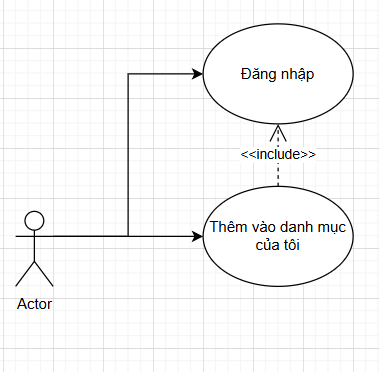 Đăng nhập
<<include>>
Thêm vào danh mục
của tôi
Actor